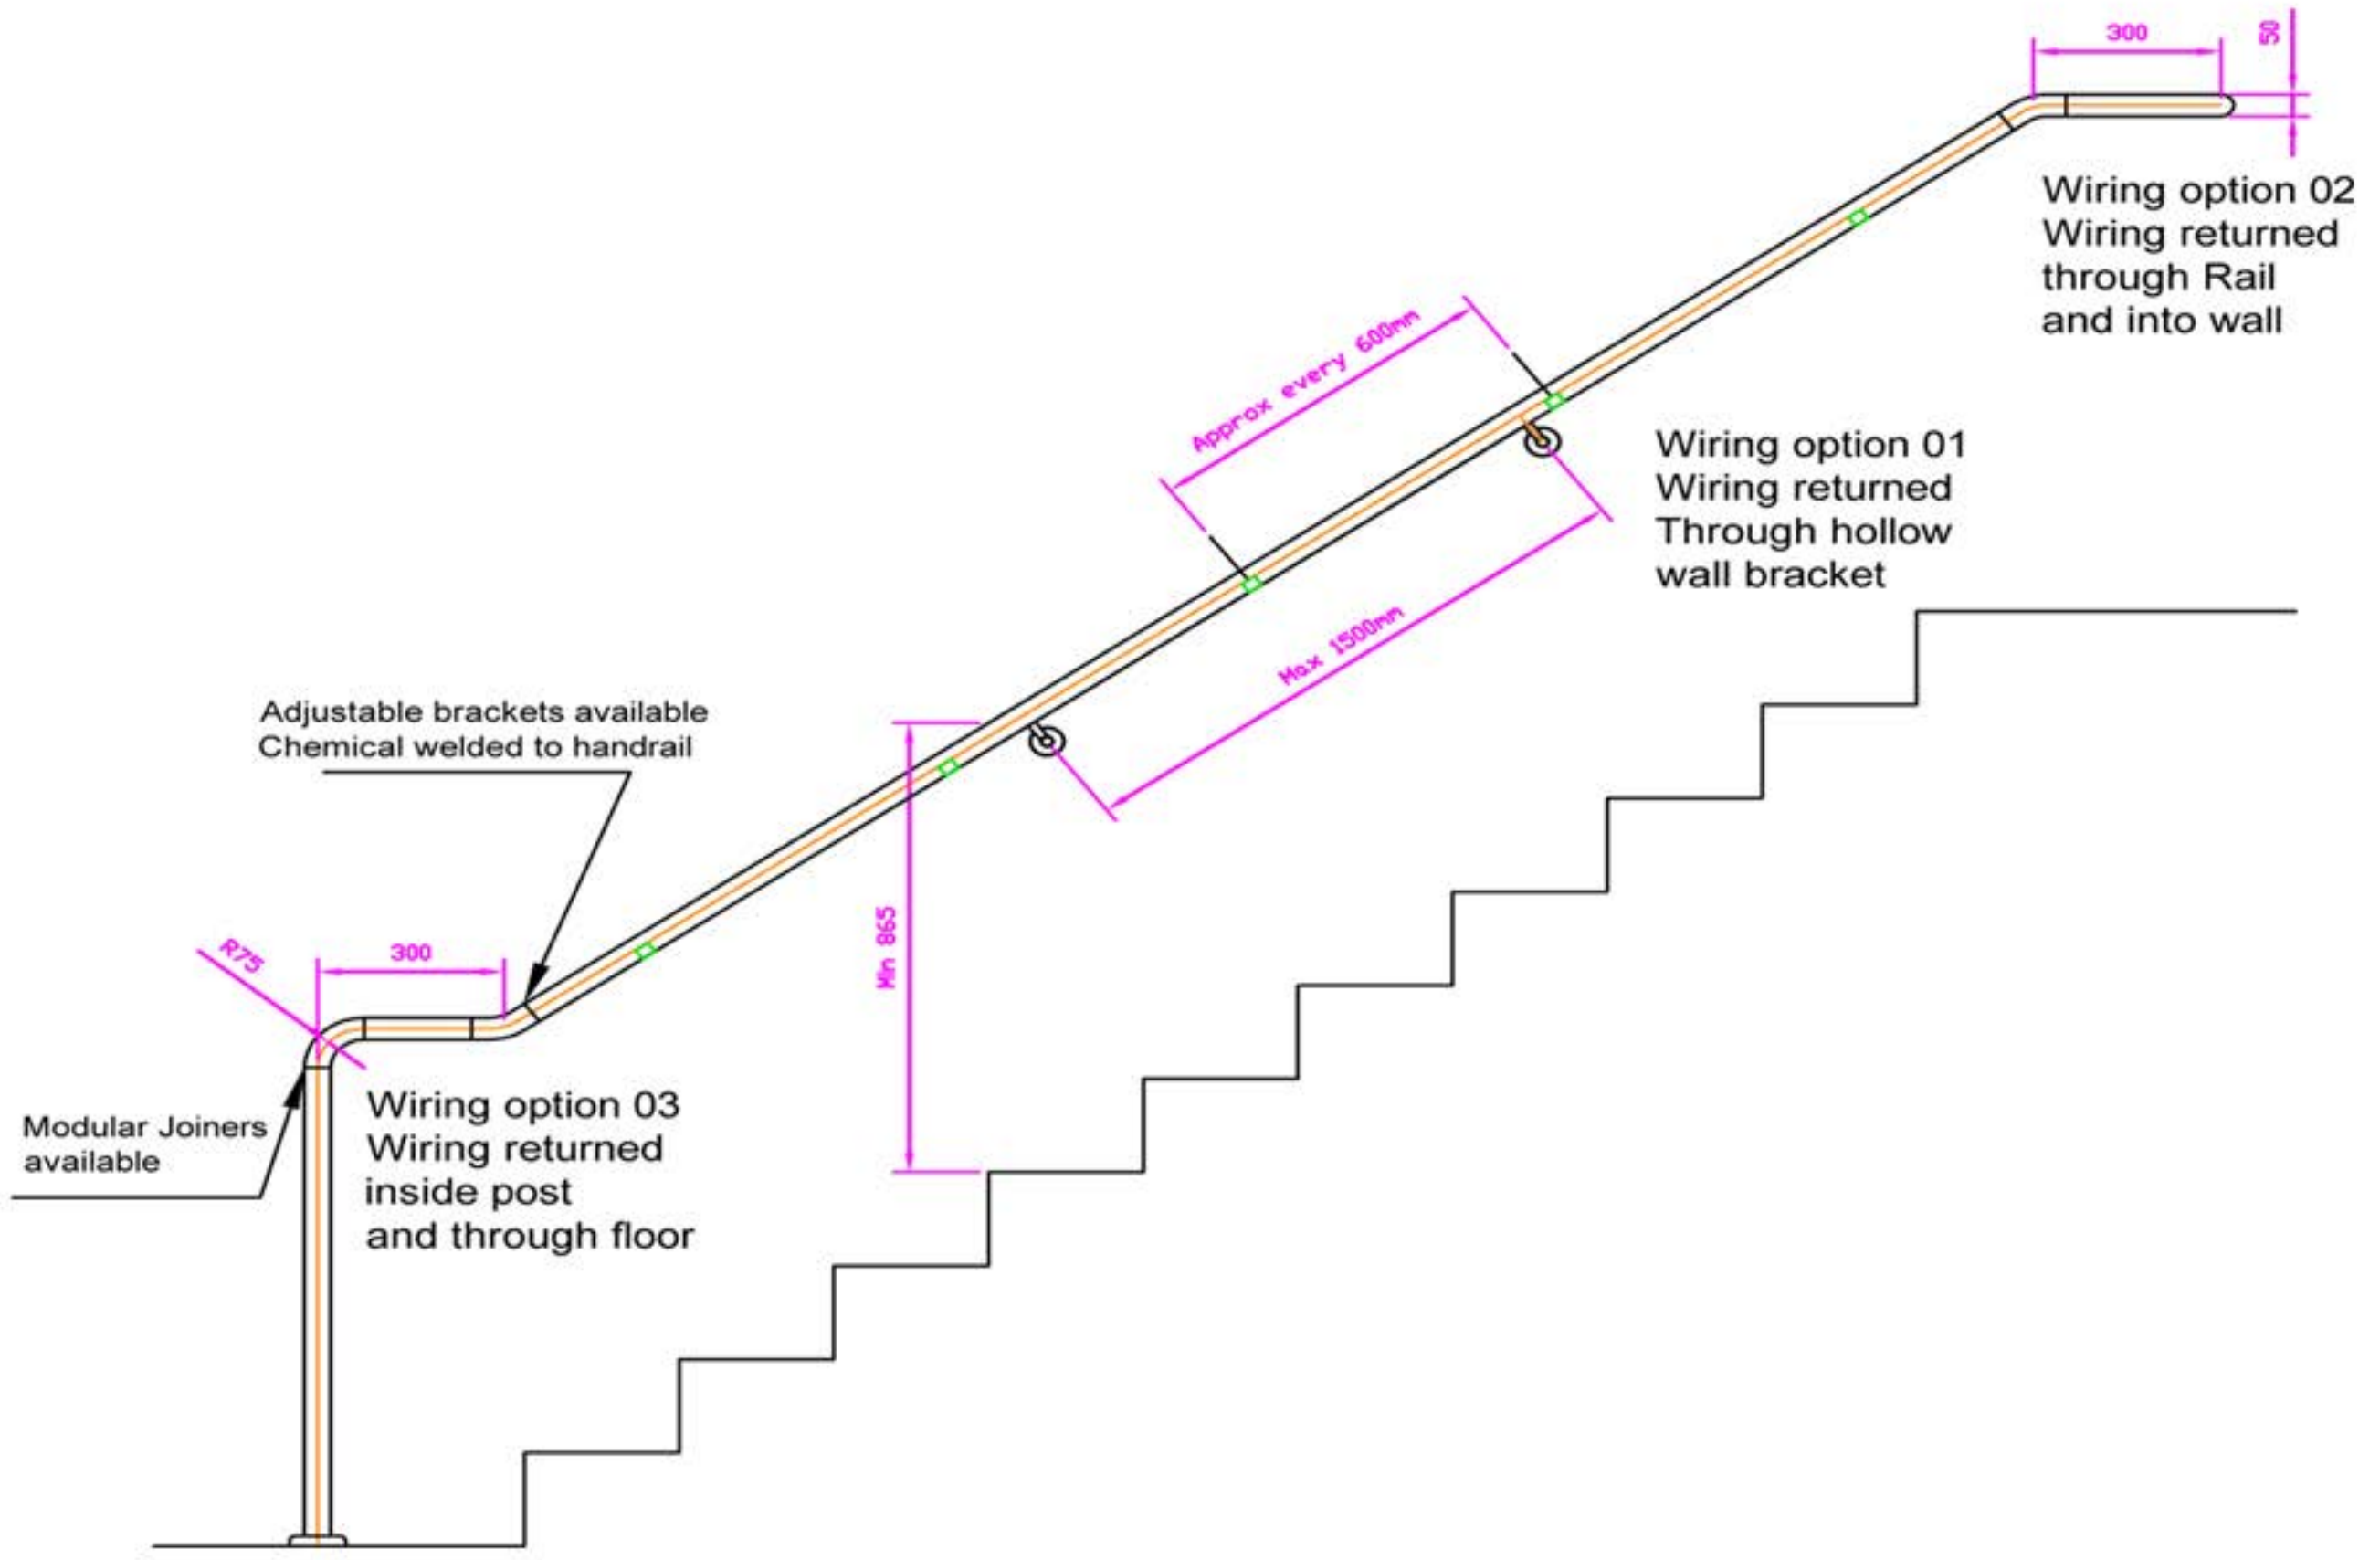 300
50
Wiring option 02
Wiring returned
through Rail
and into wall
Approx every 600mm
Wiring option 01
Wiring returned
Through hollow
wall bracket
Max 1500mm
Adjustable brackets available
Chemical welded to handrail
Min 865
R75
300
Wiring option 03
Wiring returned
inside post
and through floor
Modular Joiners
available